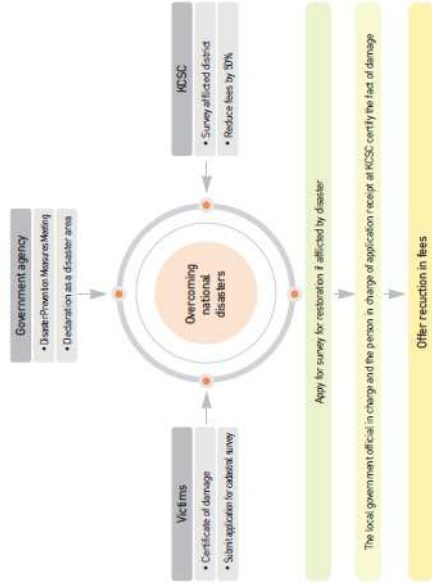 Government agency
• Disaster Prevention Measures Meeting
• Declaration as a disaster area
Victims
• Certificate of damage
• Submit application for cadastral survey
Overcoming
national
disasters
KCSC
• Survey afflicted district
• Reduce fees by 50%
Apply for survey for restoration if afflicted by disaster
The local government official in charge and the person in charge of application receipt at KCSC certify the fact of damage
Offer recuction in fees